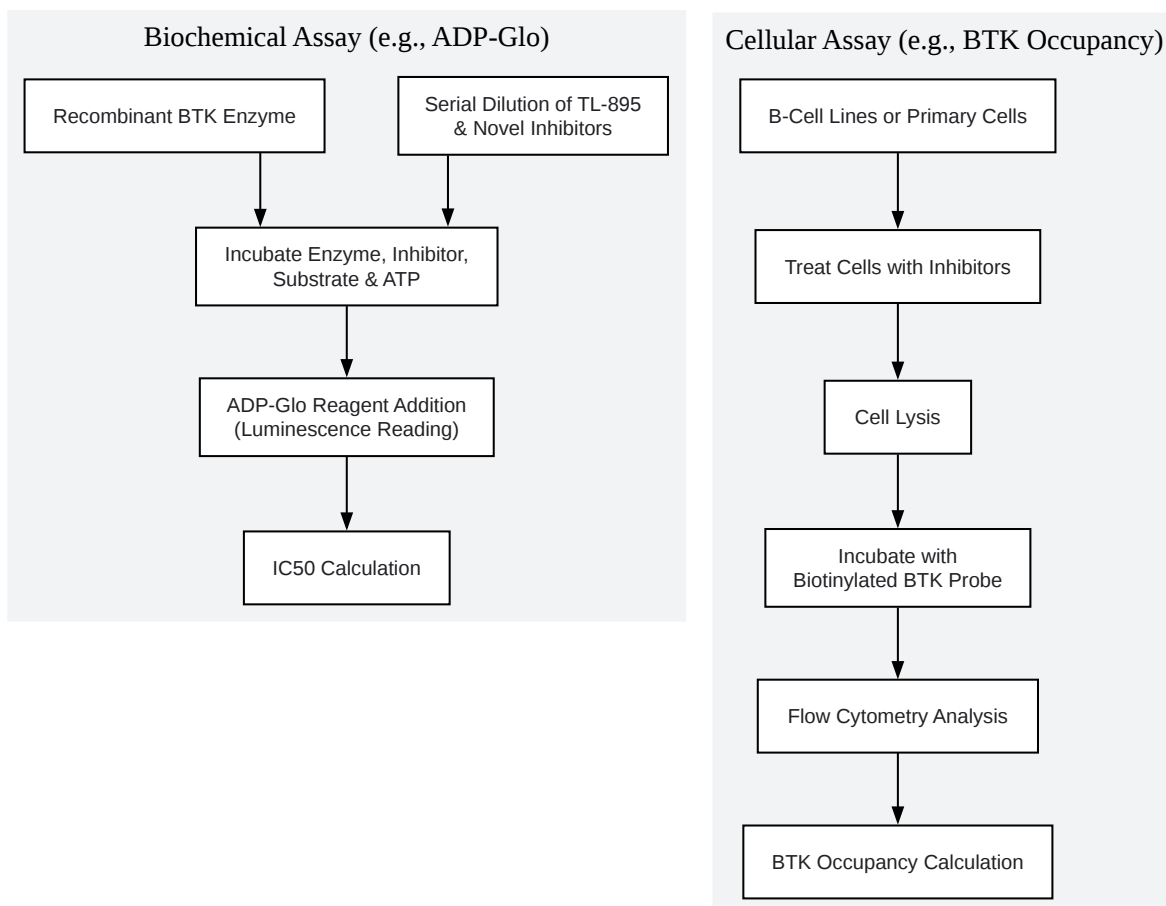 Biochemical Assay (e.g., ADP-Glo)
Recombinant BTK Enzyme
Serial Dilution of TL-895
& Novel Inhibitors
Incubate Enzyme, Inhibitor,
Substrate & ATP
ADP-Glo Reagent Addition
(Luminescence Reading)
IC50 Calculation
Cellular Assay (e.g., BTK Occupancy)
B-Cell Lines or Primary Cells
Treat Cells with Inhibitors
Cell Lysis
Incubate with
Biotinylated BTK Probe
Flow Cytometry Analysis
BTK Occupancy Calculation